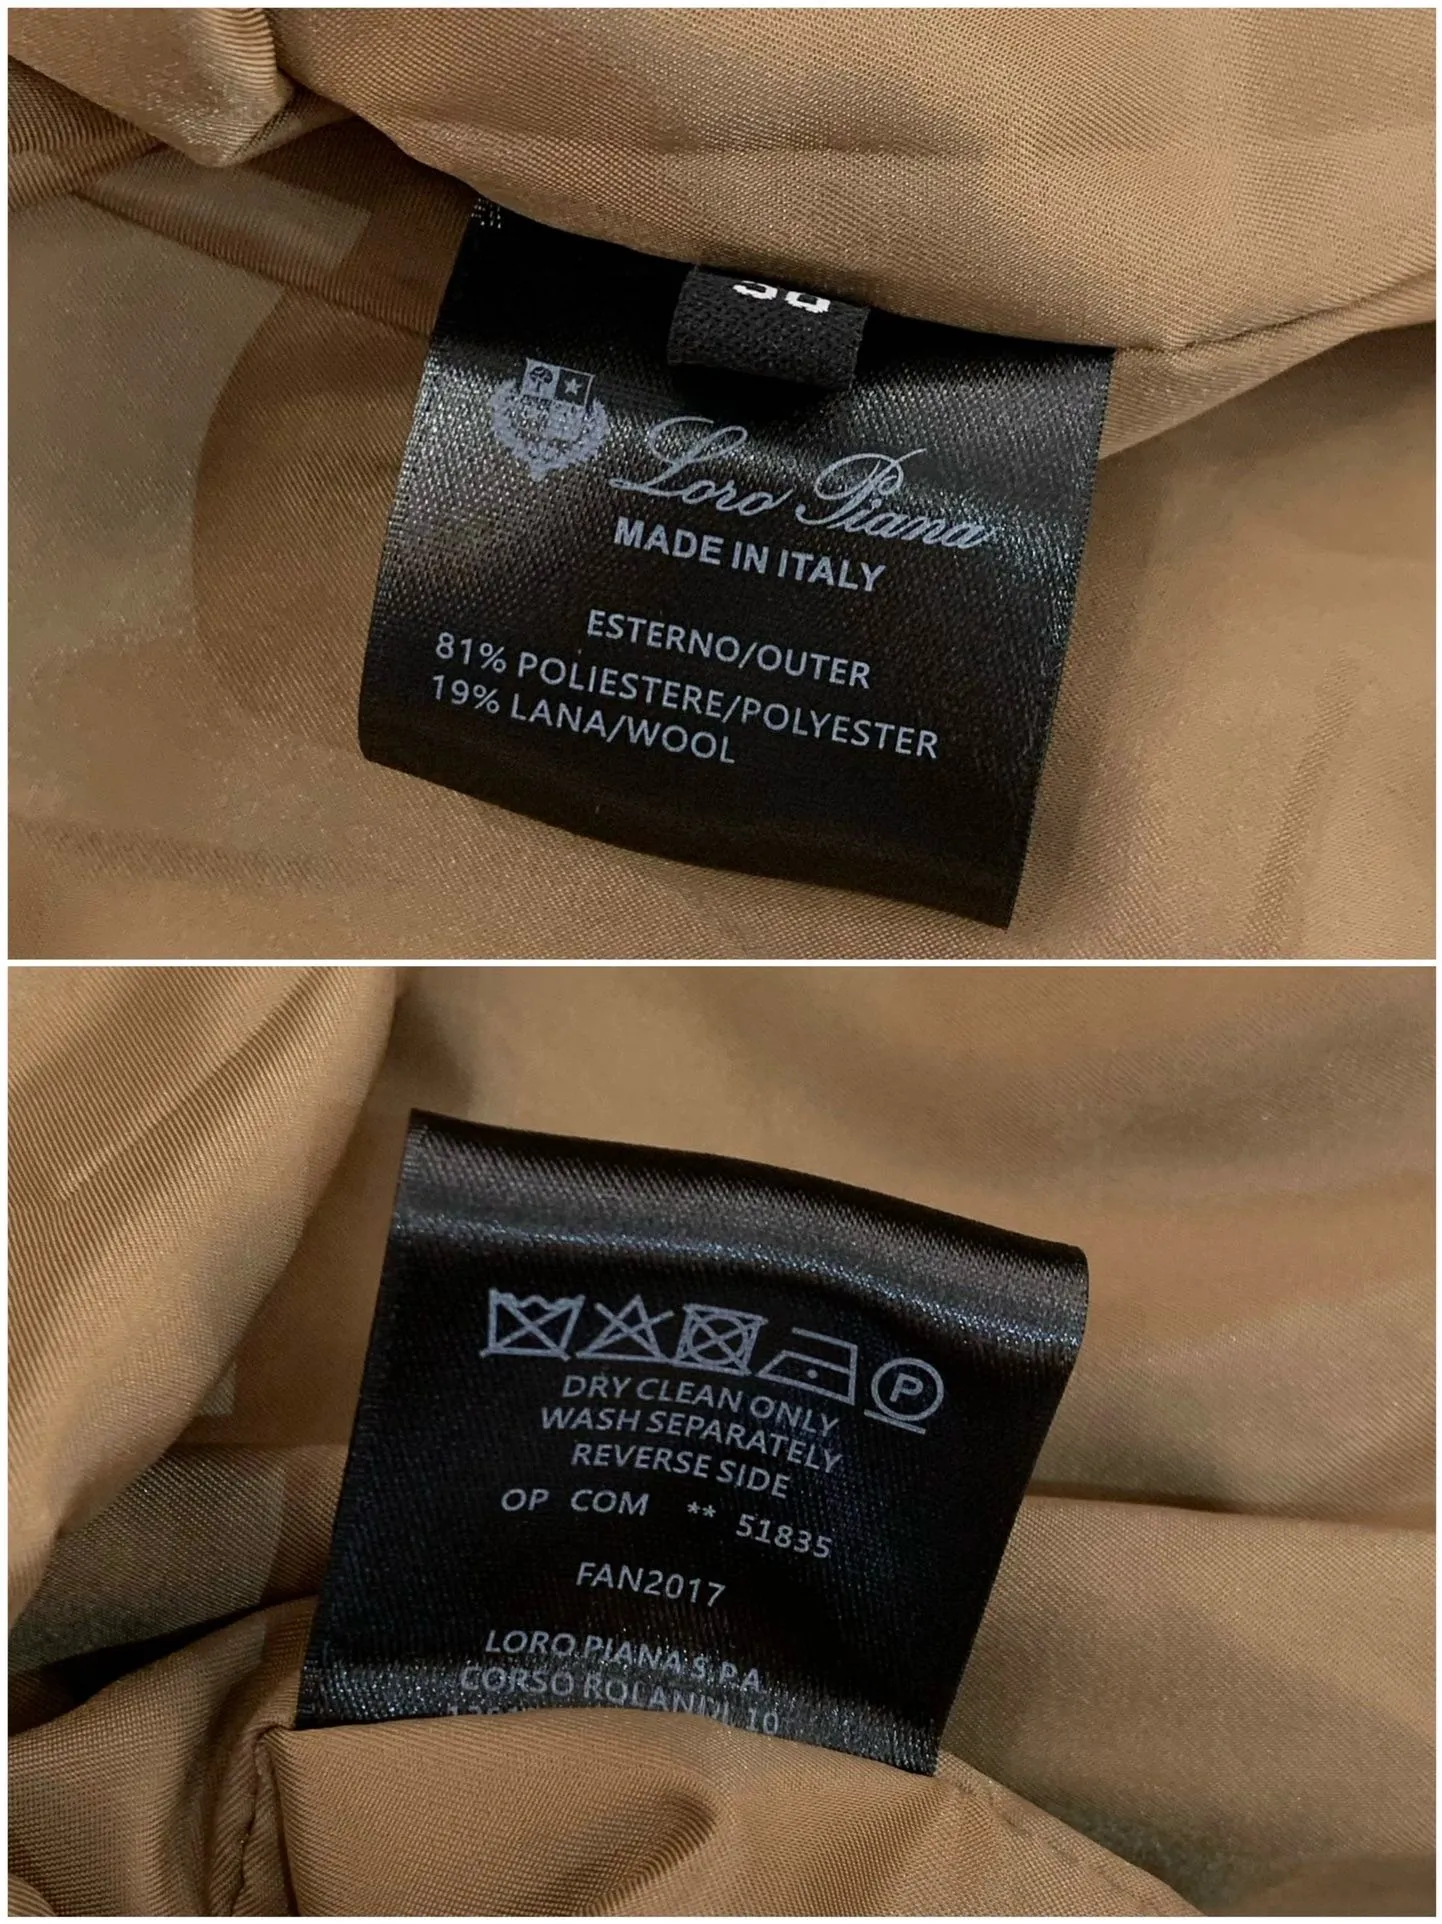 Loro Piana
MADE IN ITALY
ESTERNO/OUTER
81% POLIESTERE/POLYESTER
19% LANA/WOOL
P
DRY CLEAN ONLY
WASH SEPARATELY
REVERSE SIDE
OP COM ** 51835
FAN2017
LORO PIANA S.P.A
CORSO ROLANDI 10